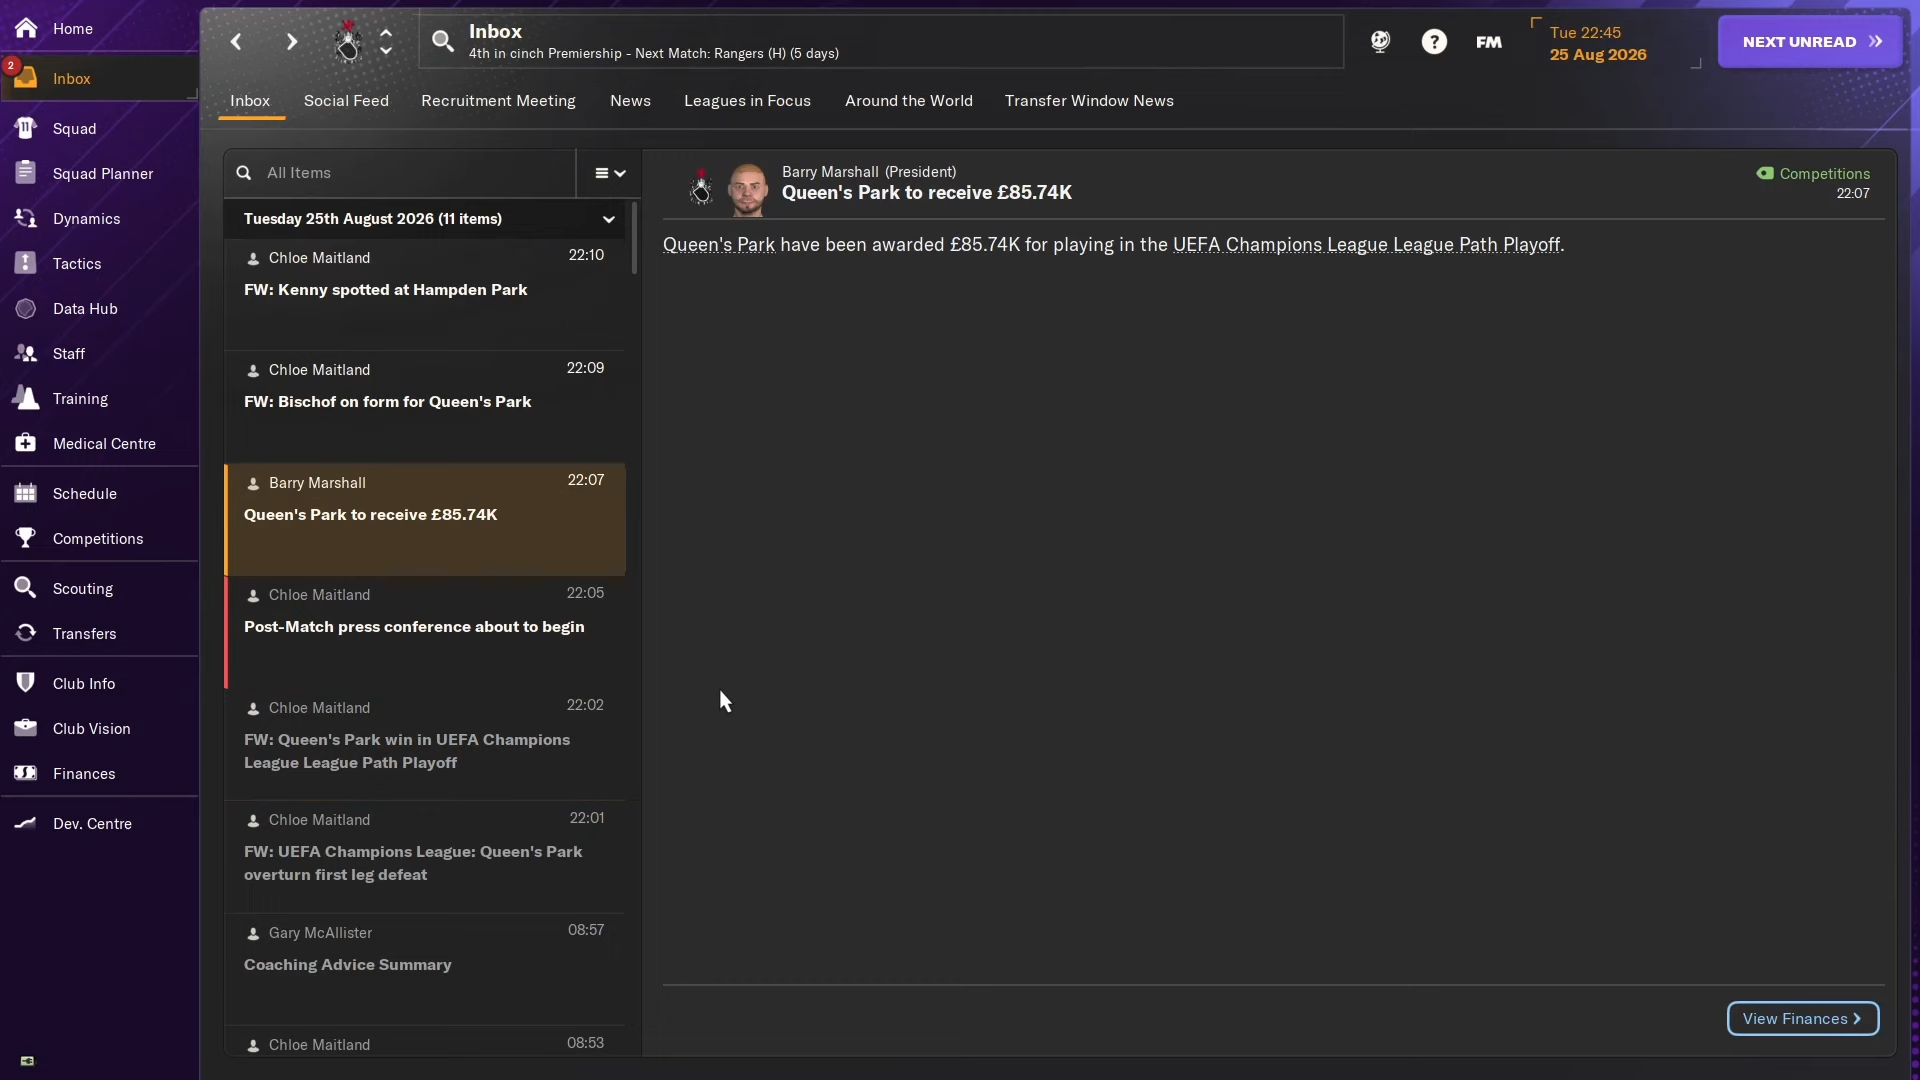 Home
2
Inbox
Squad
Squad Planner
Dynamics
Tactics
Data Hub
Staff
Training
Medical Centre
Schedule
Competitions
Scouting
Transfers
Club Info
Club Vision
Finances
Dev. Centre
Inbox
4th in cinch Premiership - Next Match: Rangers (H) (5 days)
?
FM
Tue 22:45
25 Aug 2026
NEXT UNREAD
Inbox
Social Feed
Recruitment Meeting
News
Leagues in Focus
Around the World
Transfer Window News
All Items
Tuesday 25th August 2026 (11 items)
Chloe Maitland 22:10
FW: Kenny spotted at Hampden Park
Chloe Maitland 22:09
FW: Bischof on form for Queen's Park
Barry Marshall 22:07
Queen's Park to receive £85.74K
Chloe Maitland 22:05
Post-Match press conference about to begin
Chloe Maitland 22:02
FW: Queen's Park win in UEFA Champions
League League Path Playoff
Chloe Maitland 22:01
FW: UEFA Champions League: Queen's Park
overturn first leg defeat
Gary McAllister 08:57
Coaching Advice Summary
Chloe Maitland 08:53
Barry Marshall (President)
Queen's Park to receive £85.74K
Competitions
22:07
Queen's Park have been awarded £85.74K for playing in the UEFA Champions League League Path Playoff.
View Finances